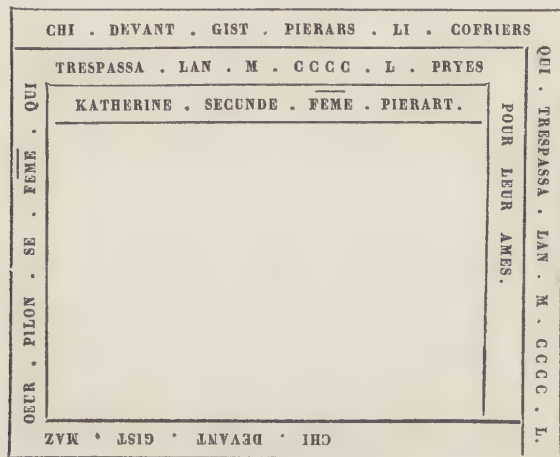 CHI . DEVANT . GIST . PIERARS . LI . COFRIERS
QUI . TRESPASSA . LAN . M . CCCC . L.
CHI . DEVANT . GIST . MAZ
OEUR . PILON . SE . FEME . QUI
TRESPASSA . LAN . M . CCCC . L . PRYES
POUR LEUR AMES.
KATHERINE . SECUNDE . FEME . PIERART.